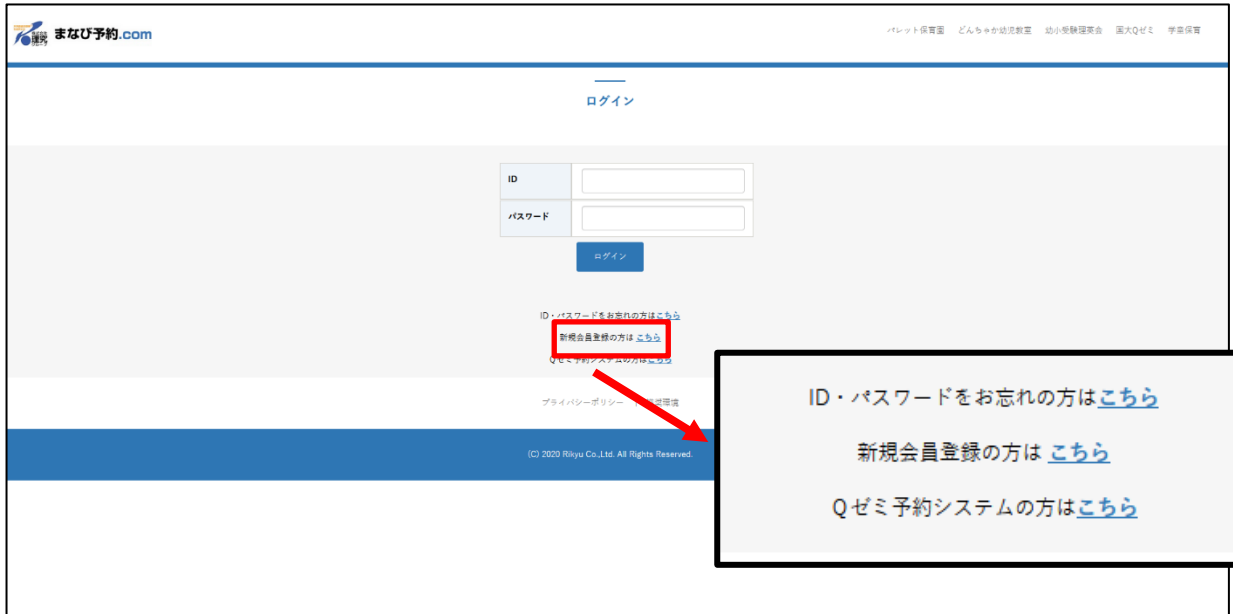 理究
まなび予約.com
パレット保育園 どんちゃか幼児教室 幼小受験理英会 国大Qゼミ 学童保育
ログイン
ID
パスワード
ログイン
ID・パスワードをお忘れの方はこちら
新規会員登録の方は こちら
Qゼミ予約システムの方はこちら
プライバシーポリシー
(C) 2020 Rikyu Co.,Ltd. All Rights Reserved.
ID・パスワードをお忘れの方はこちら
新規会員登録の方は こちら
Qゼミ予約システムの方はこちら